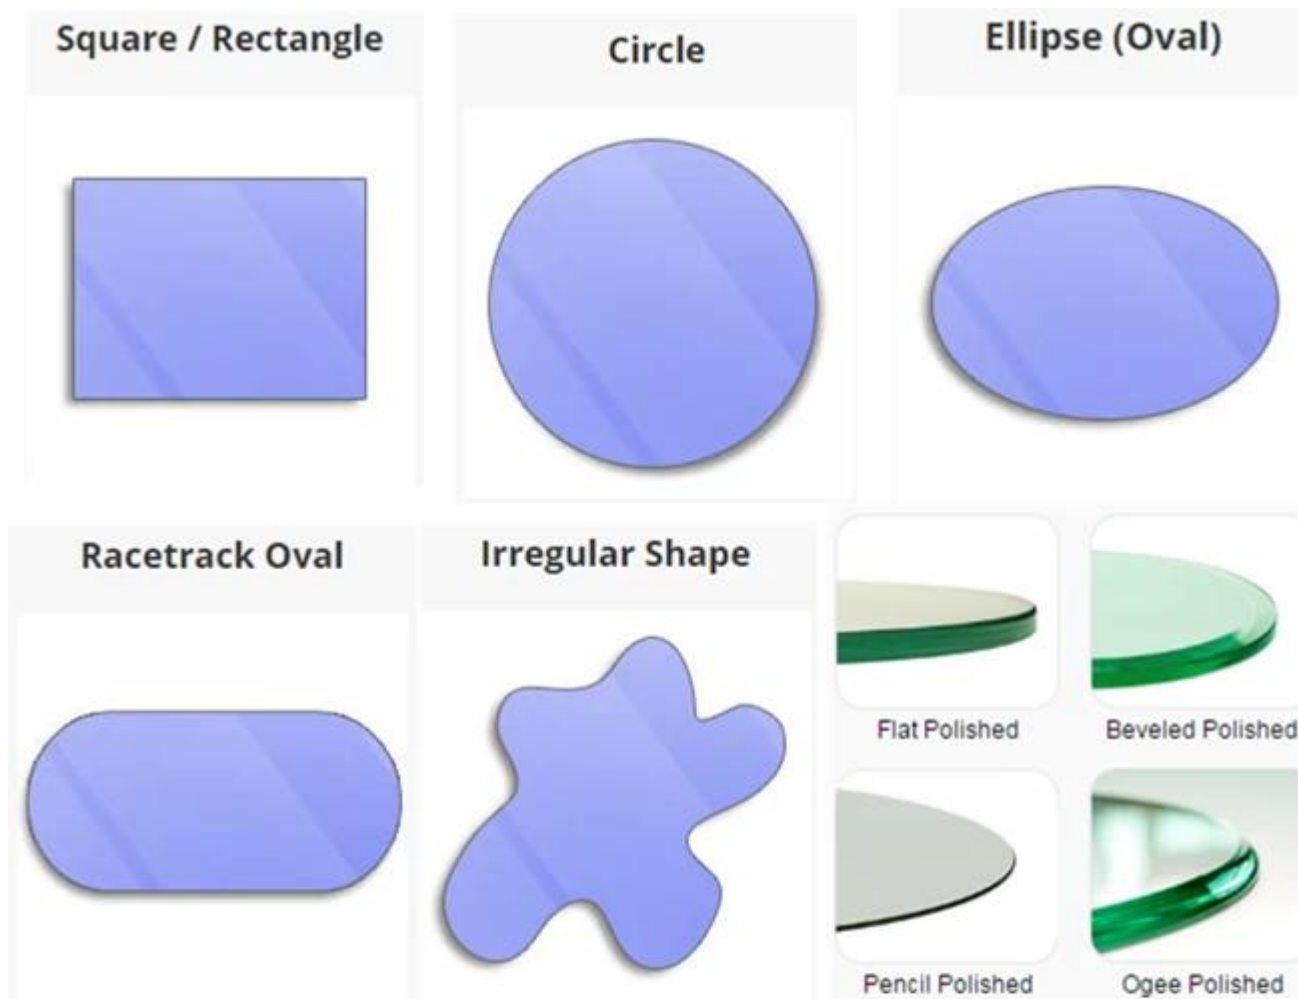 Square / Rectangle
Circle
Ellipse (Oval)
Racetrack Oval
Irregular Shape
Flat Polished
Beveled Polished
Pencil Polished
Ogee Polished